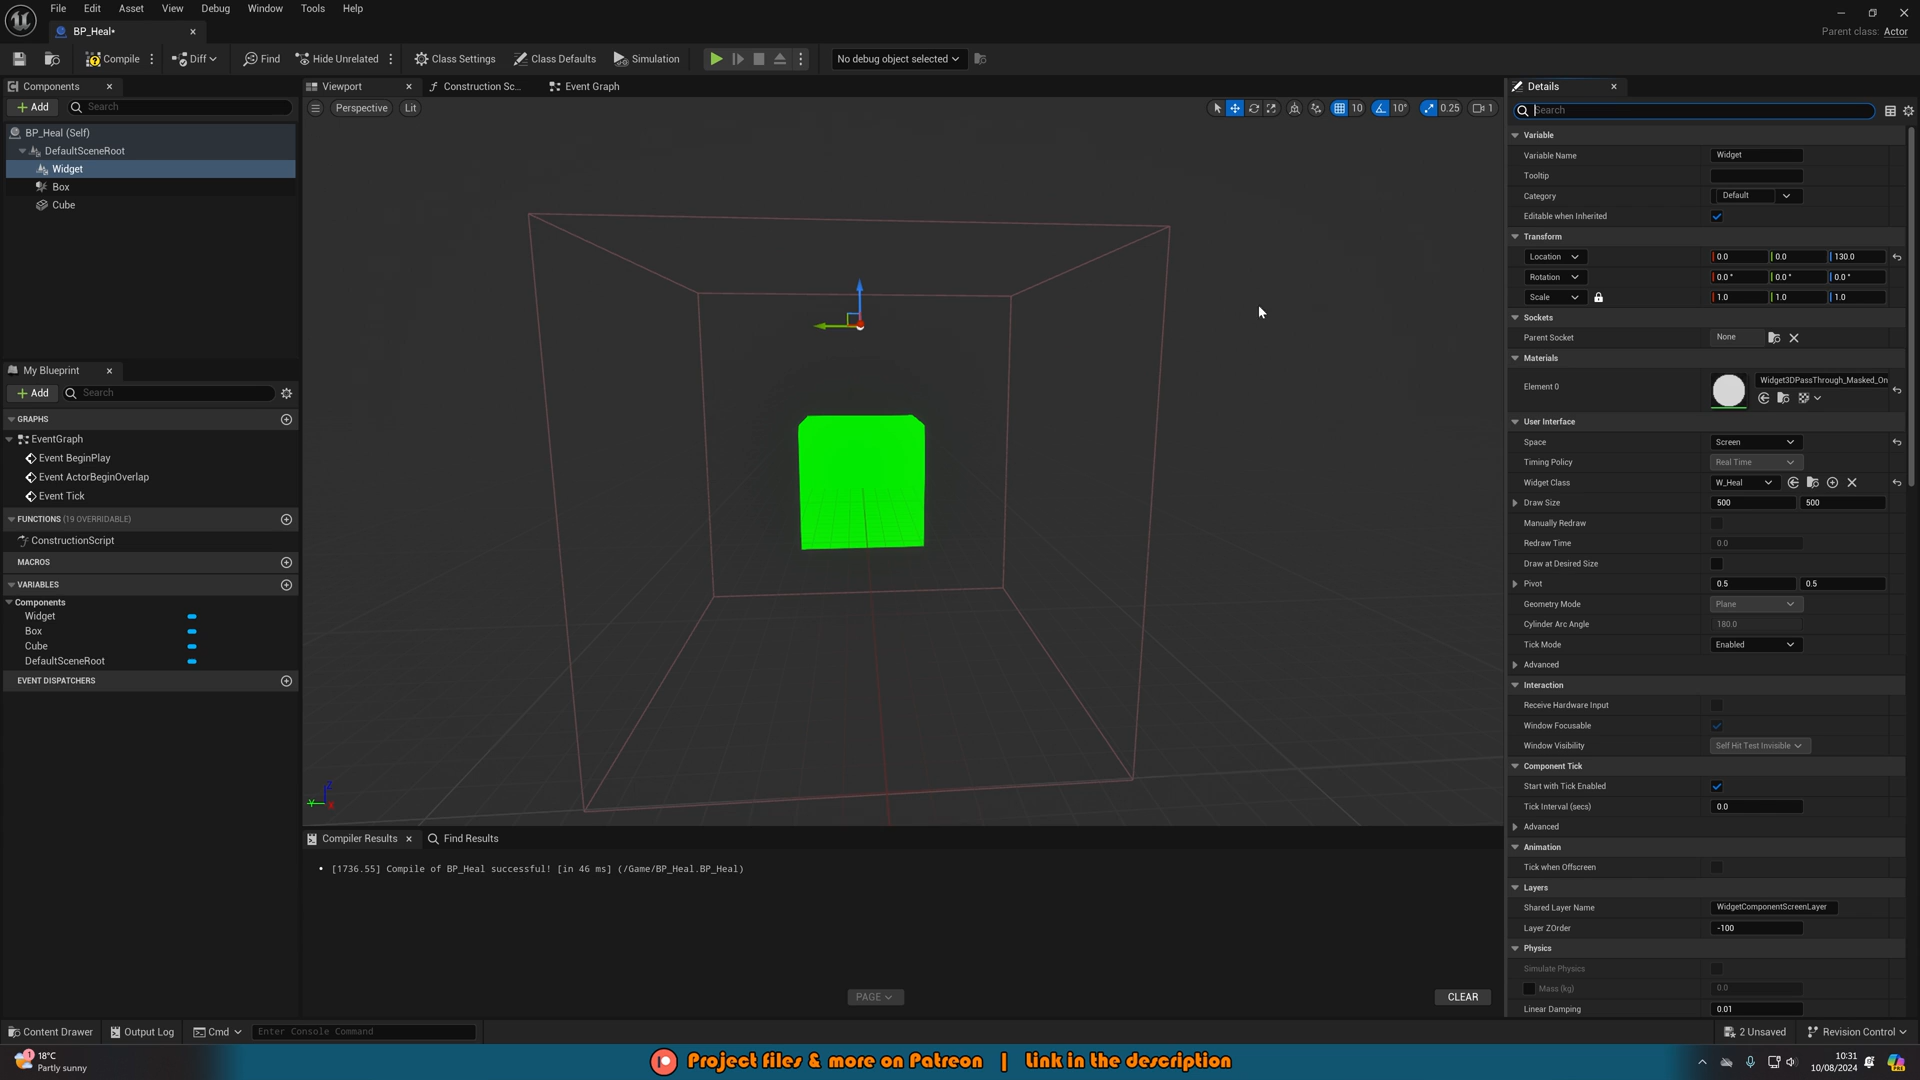 File Edit Asset View Debug Window Tools Help
BP_Heal•
Parent class: Actor
Compile Diff Find Hide Unrelated Class Settings Class Defaults Simulation No debug object selected
Components
Add Search
BP_Heal (Self)
DefaultSceneRoot
Widget
Box
Cube
My Blueprint
Add Search
GRAPHS
EventGraph
Event BeginPlay
Event ActorBeginOverlap
Event Tick
FUNCTIONS (19 OVERRIDABLE)
ConstructionScript
MACROS
VARIABLES
Components
Widget
Box
Cube
DefaultSceneRoot
EVENT DISPATCHERS
Viewport Construction Sc... Event Graph
Perspective Lit 10 10° 0.25 1
Z
Y X
Compiler Results Find Results
• [1736.55] Compile of BP_Heal successful! [in 46 ms] (/Game/BP_Heal.BP_Heal)
PAGE
CLEAR
Details
Search
Variable
Variable Name Widget
Tooltip
Category Default
Editable when Inherited
Transform
Location 0.0 0.0 130.0
Rotation 0.0 ° 0.0 ° 0.0 °
Scale 1.0 1.0 1.0
Sockets
Parent Socket None
Materials
Element 0 Widget3DPassThrough_Masked_On
User Interface
Space Screen
Timing Policy Real Time
Widget Class W_Heal
Draw Size 500 500
Manually Redraw
Redraw Time 0.0
Draw at Desired Size
Pivot 0.5 0.5
Geometry Mode Plane
Cylinder Arc Angle 180.0
Tick Mode Enabled
Advanced
Interaction
Receive Hardware Input
Window Focusable
Window Visibility Self Hit Test Invisible
Component Tick
Start with Tick Enabled
Tick Interval (secs) 0.0
Advanced
Animation
Tick when Offscreen
Layers
Shared Layer Name WidgetComponentScreenLayer
Layer ZOrder -100
Physics
Simulate Physics
Mass (kg) 0.0
Linear Damping 0.01
Content Drawer Output Log Cmd Enter Console Command 2 Unsaved Revision Control
1
18°C
Partly sunny
Project files & more on Patreon | Link in the description
10:31
10/08/2024